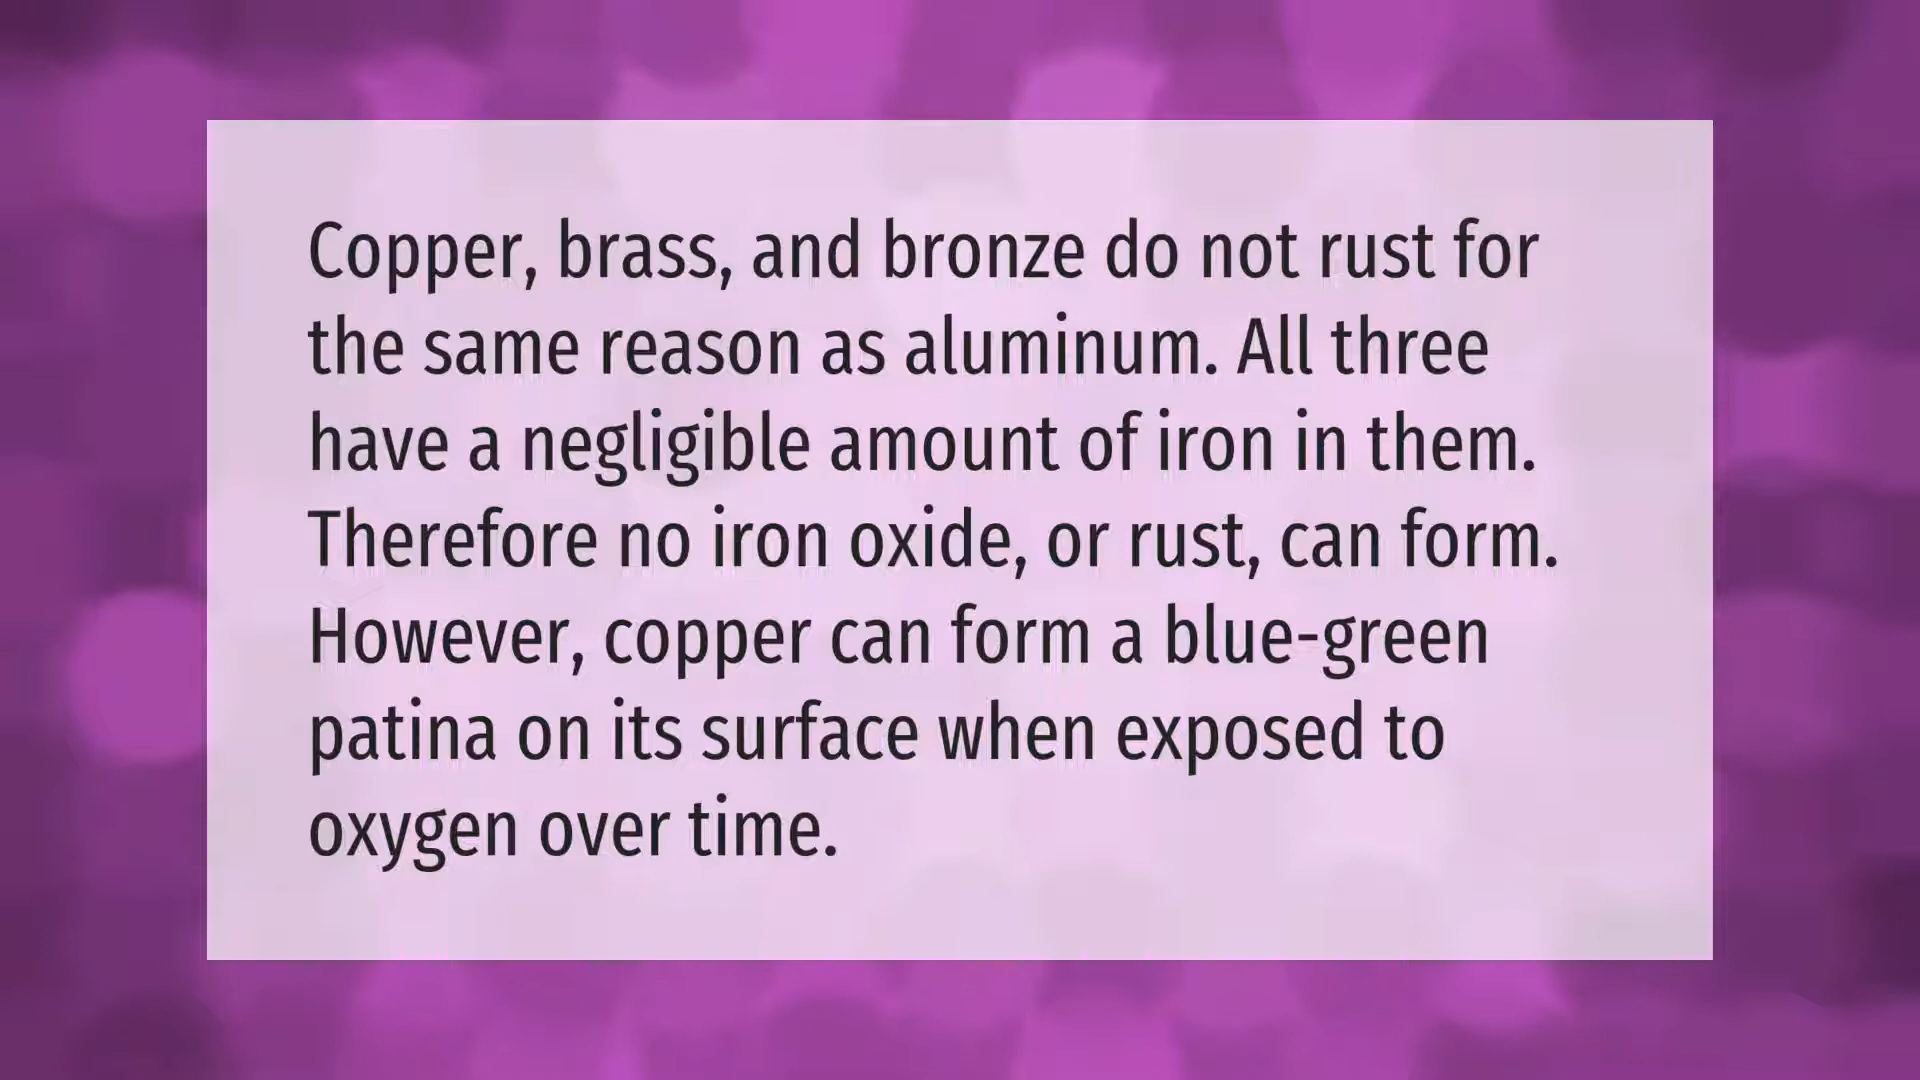 Copper, brass, and bronze do not rust for
the same reason as aluminum. All three
have a negligible amount of iron in them.
Therefore no iron oxide, or rust, can form.
However, copper can form a blue-green
patina on its surface when exposed to
oxygen over time.